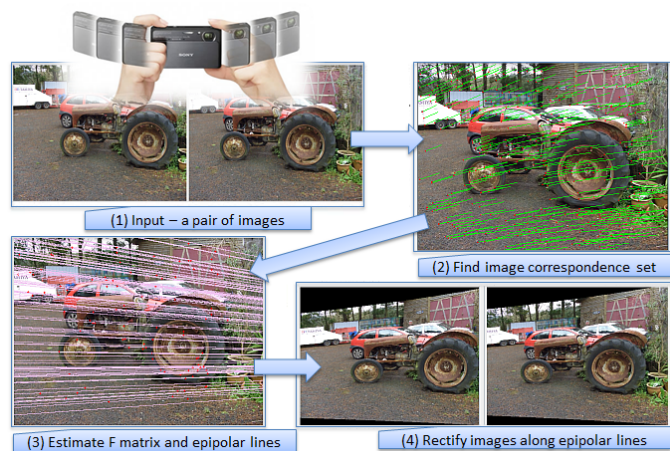 SONY
(1) Input – a pair of images
(2) Find image correspondence set
(3) Estimate F matrix and epipolar lines
(4) Rectify images along epipolar lines